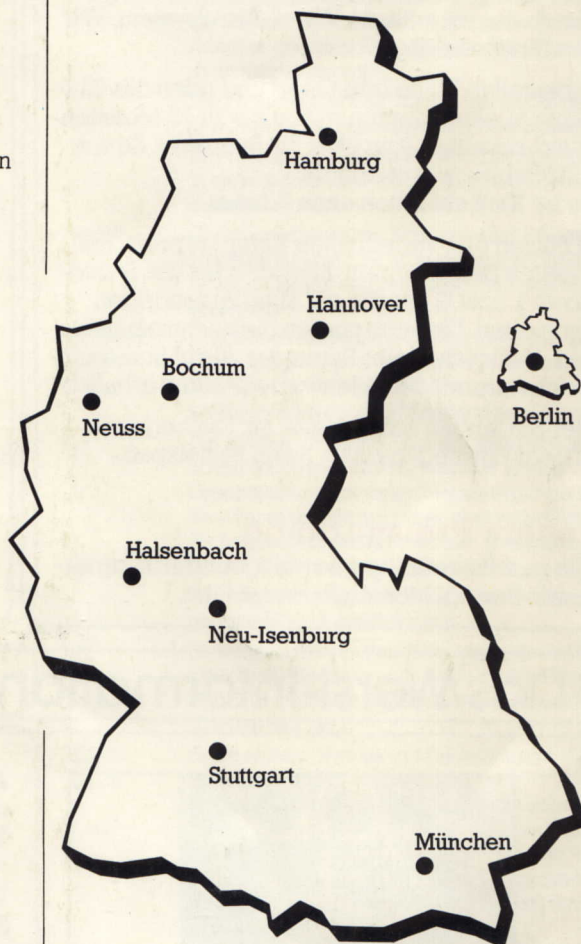 n
Hamburg
Hannover
Bochum
Neuss
Berlin
Halsenbach
Neu-Isenburg
Stuttgart
München